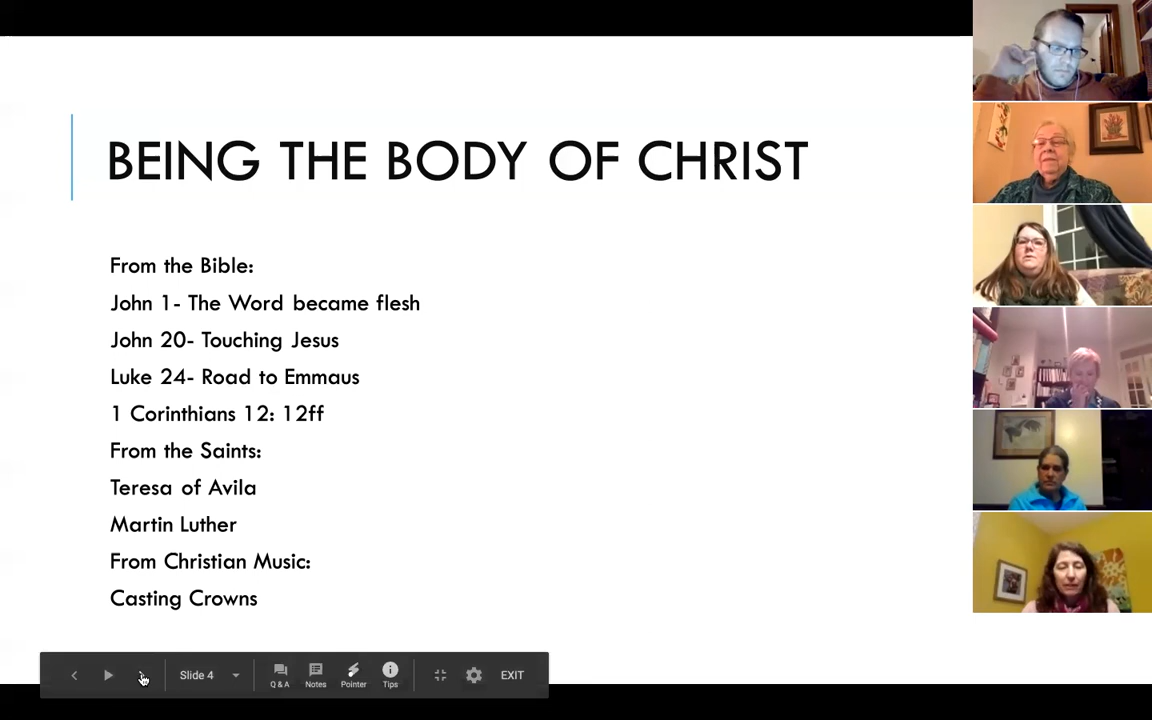 BEING THE BODY OF CHRIST
From the Bible:
John 1- The Word became flesh
John 20- Touching Jesus
Luke 24- Road to Emmaus
1 Corinthians 12: 12ff
From the Saints:
Teresa of Avila
Martin Luther
From Christian Music:
Casting Crowns
Slide 4
Q & A
Notes
Pointer
Tips
EXIT